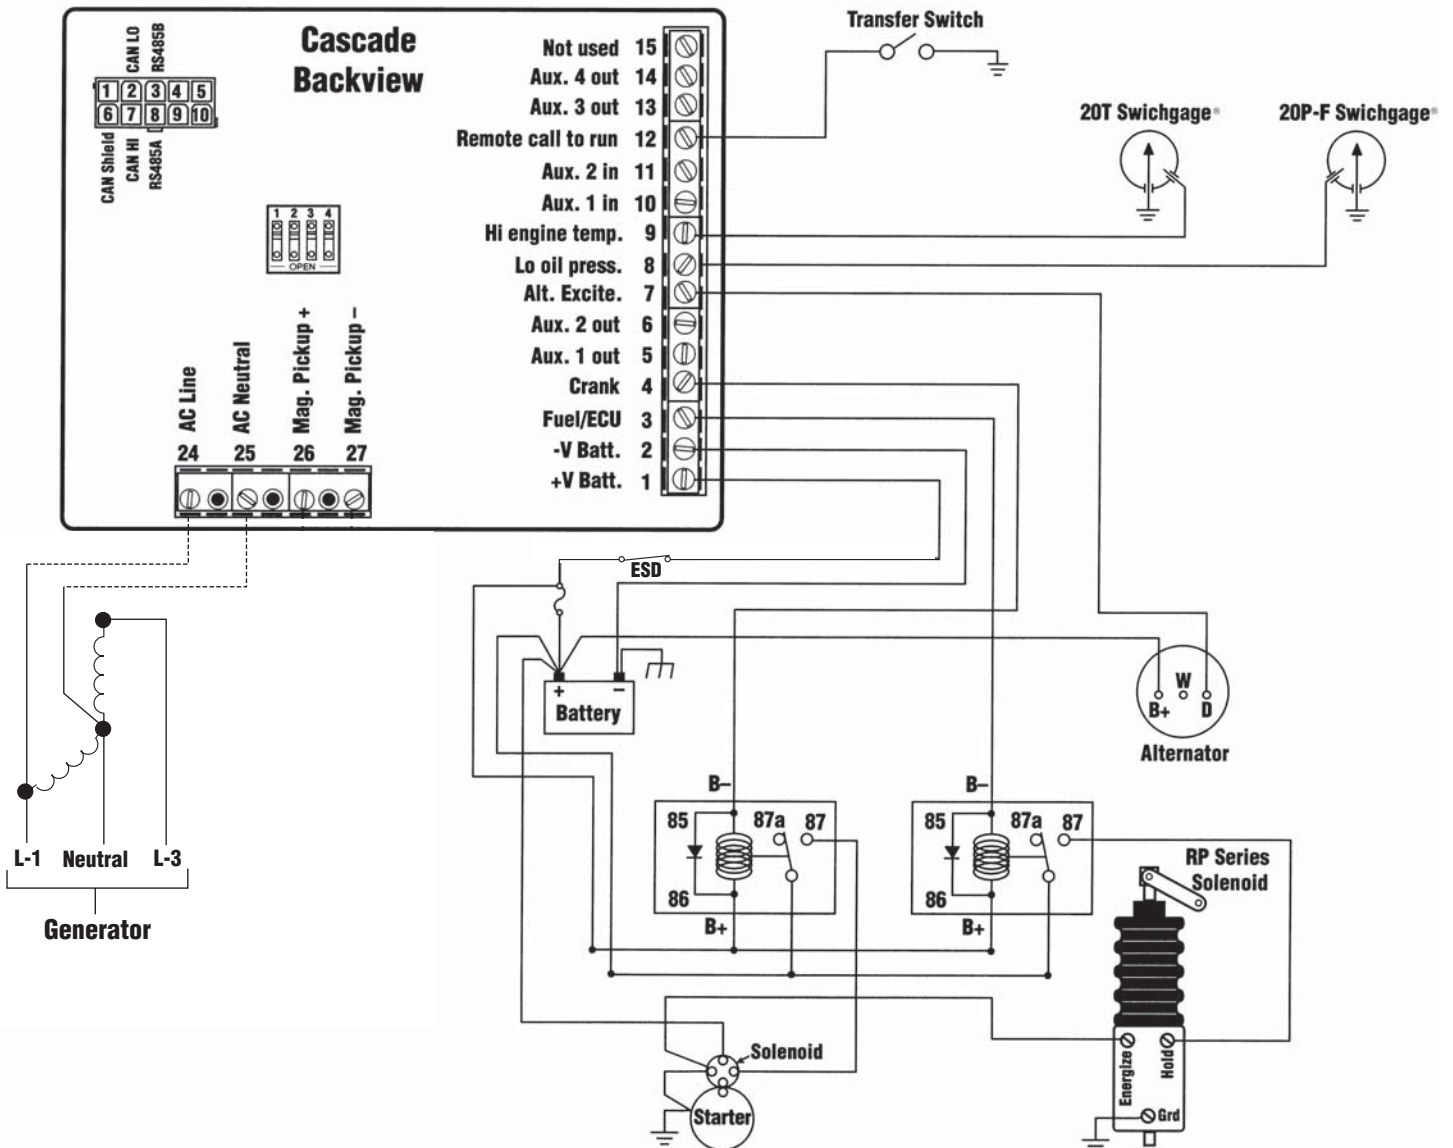 Cascade
Backview
CAN LO
RS485B
1 2 3 4 5
6 7 8 9 10
CAN Shield
CAN HI
RS485A
1 2 3 4
OPEN
Not used 15
Aux. 4 out 14
Aux. 3 out 13
Remote call to run 12
Aux. 2 in 11
Aux. 1 in 10
Hi engine temp. 9
Lo oil press. 8
Alt. Excite. 7
Aux. 2 out 6
Aux. 1 out 5
Crank 4
Fuel/ECU 3
-V Batt. 2
+V Batt. 1
AC Line
AC Neutral
Mag. Pickup +
Mag. Pickup –
24 25 26 27
Transfer Switch
20T Swichgage®
20P-F Swichgage®
ESD
+ –
Battery
W
B+ D
Alternator
L-1 Neutral L-3
Generator
B–
85 87a 87
86
B+
B–
85 87a 87
86
B+
RP Series
Solenoid
Energize
Hold
Grd
Solenoid
Starter